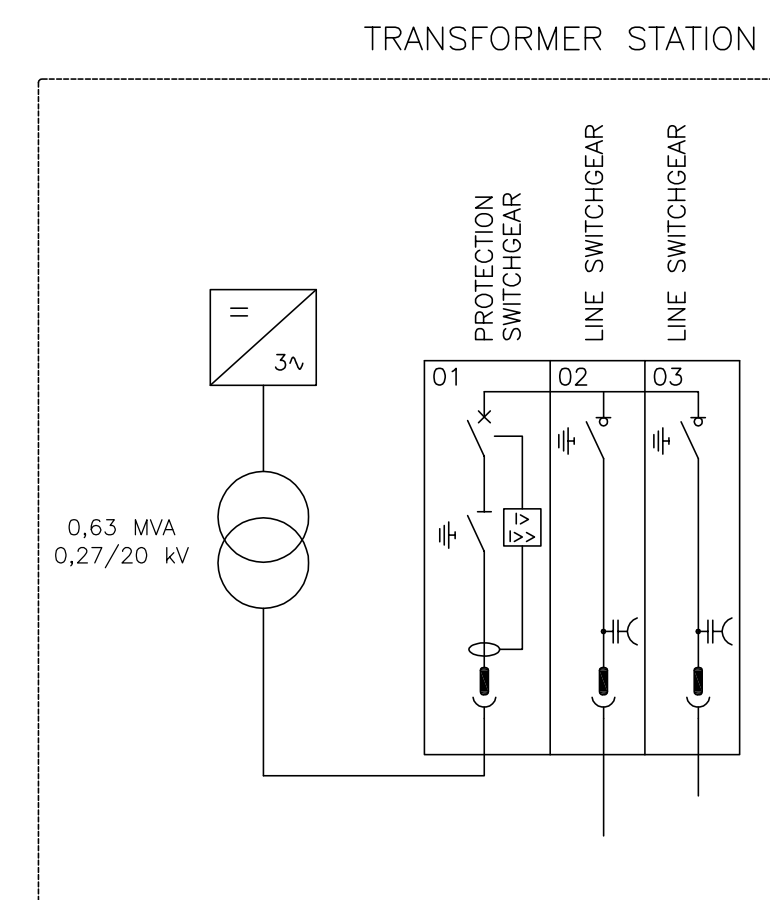 TRANSFORMER STATION
PROTECTION
SWITCHGEAR
LINE SWITCHGEAR
LINE SWITCHGEAR
=
3∿
01
02
03
0,63 MVA
0,27/20 kV
I>
I>>